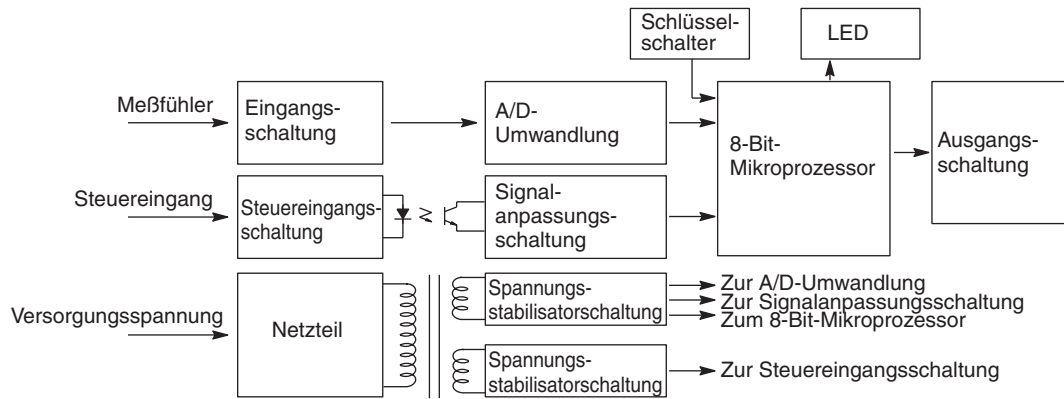 Schlüssel-
schalter
LED
Meßfühler
Eingangs-
schaltung
A/D-
Umwandlung
8-Bit-
Mikroprozessor
Ausgangs-
schaltung
Steuereingang
Steuereingangs-
schaltung
Signal-
anpassungs-
schaltung
Versorgungsspannung
Netzteil
Spannungs-
stabilisatorschaltung
Zur A/D-Umwandlung
Zur Signalanpassungsschaltung
Zum 8-Bit-Mikroprozessor
Spannungs-
stabilisatorschaltung
Zur Steuereingangsschaltung